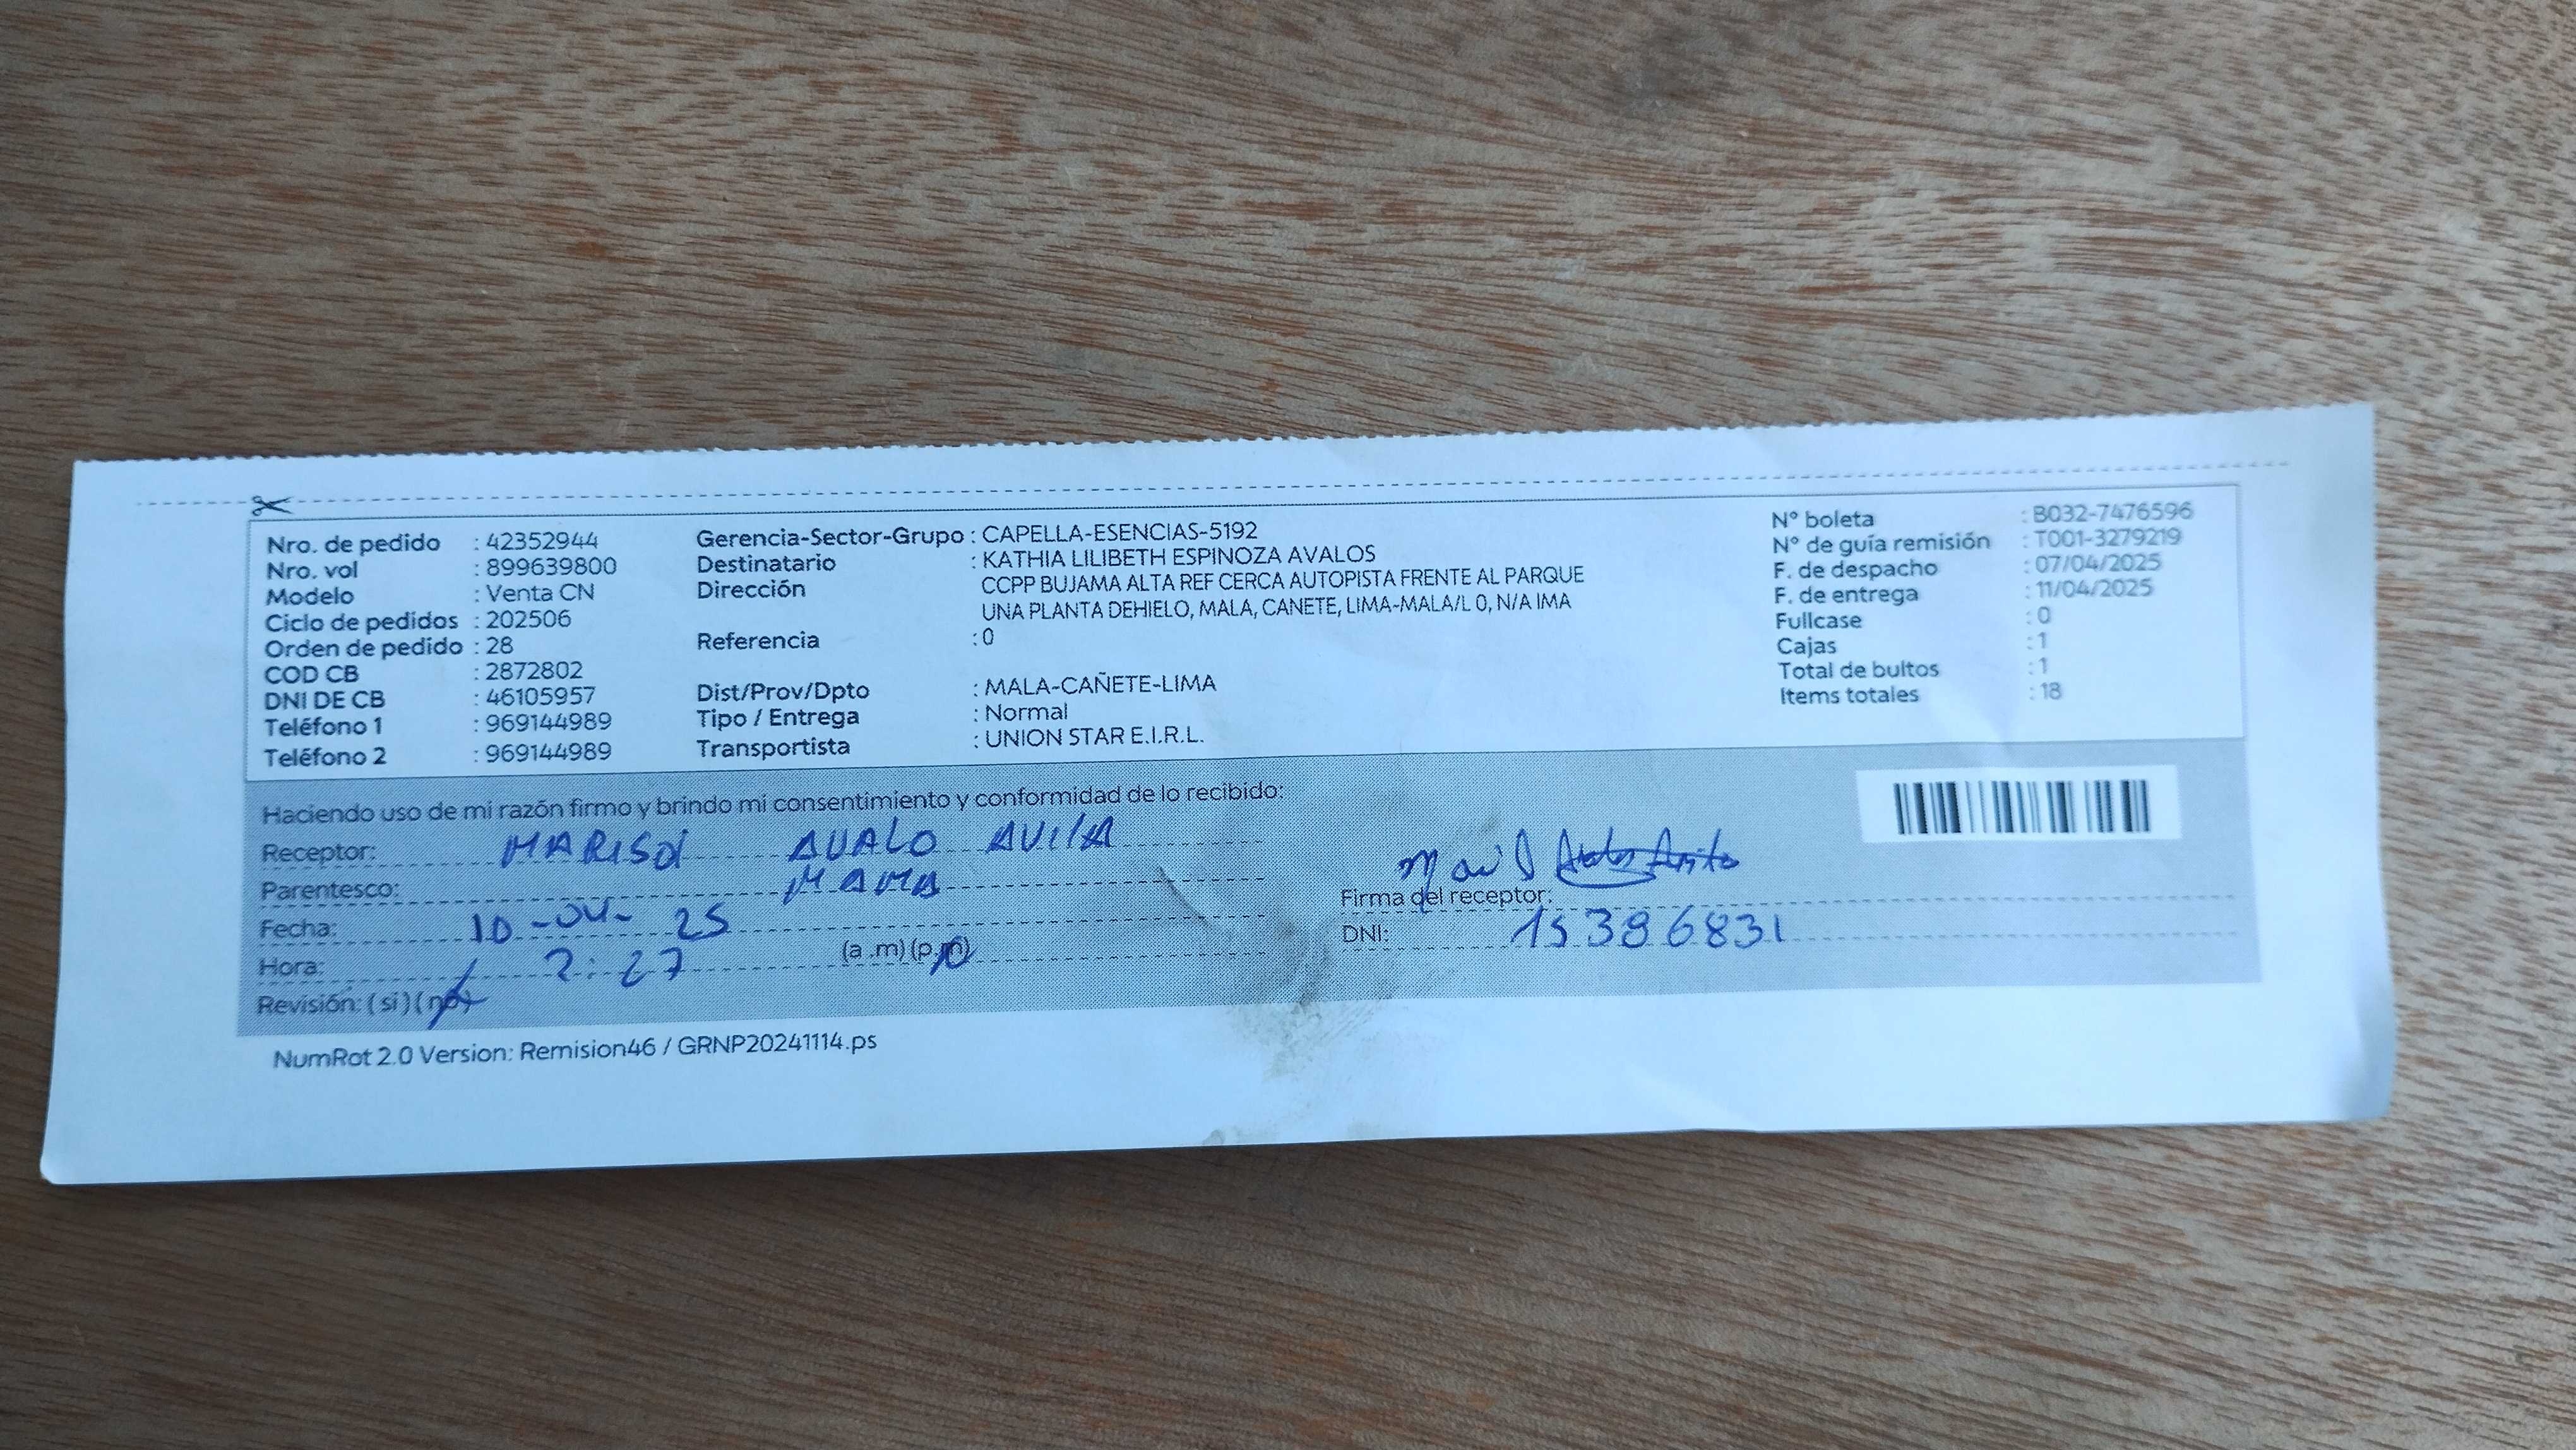 Nro. de pedido : 42352944
Nro. vol : 899639800
Modelo : Venta CN
Ciclo de pedidos : 202506
Orden de pedido : 28
COD CB : 2872802
DNI DE CB : 46105957
Teléfono 1 : 969144989
Teléfono 2 : 969144989
Gerencia-Sector-Grupo : CAPELLA-ESENCIAS-5192
Destinatario : KATHIA LILIBETH ESPINOZA AVALOS
Dirección CCPP BUJAMA ALTA REF CERCA AUTOPISTA FRENTE AL PARQUE
UNA PLANTA DEHIELO, MALA, CANETE, LIMA-MALA/L 0, N/A IMA
Referencia : 0
Dist/Prov/Dpto : MALA-CAÑETE-LIMA
Tipo / Entrega : Normal
Transportista : UNION STAR E.I.R.L.
N° boleta : B032-7476596
N° de guía remisión : T001-3279219
F. de despacho : 07/04/2025
F. de entrega : 11/04/2025
Fullcase : 0
Cajas : 1
Total de bultos : 1
Items totales : 18
Haciendo uso de mi razón firmo y brindo mi consentimiento y conformidad de lo recibido:
Receptor: MARISOL AVALO AVILA
Parentesco: MAMA
Fecha: 10-04-25
Hora: 2:27 (a .m) (p.m)
Revisión: (si) (no)
Firma del receptor:
DNI: 15386831
NumRot 2.0 Version: Remision46 / GRNP20241114.ps